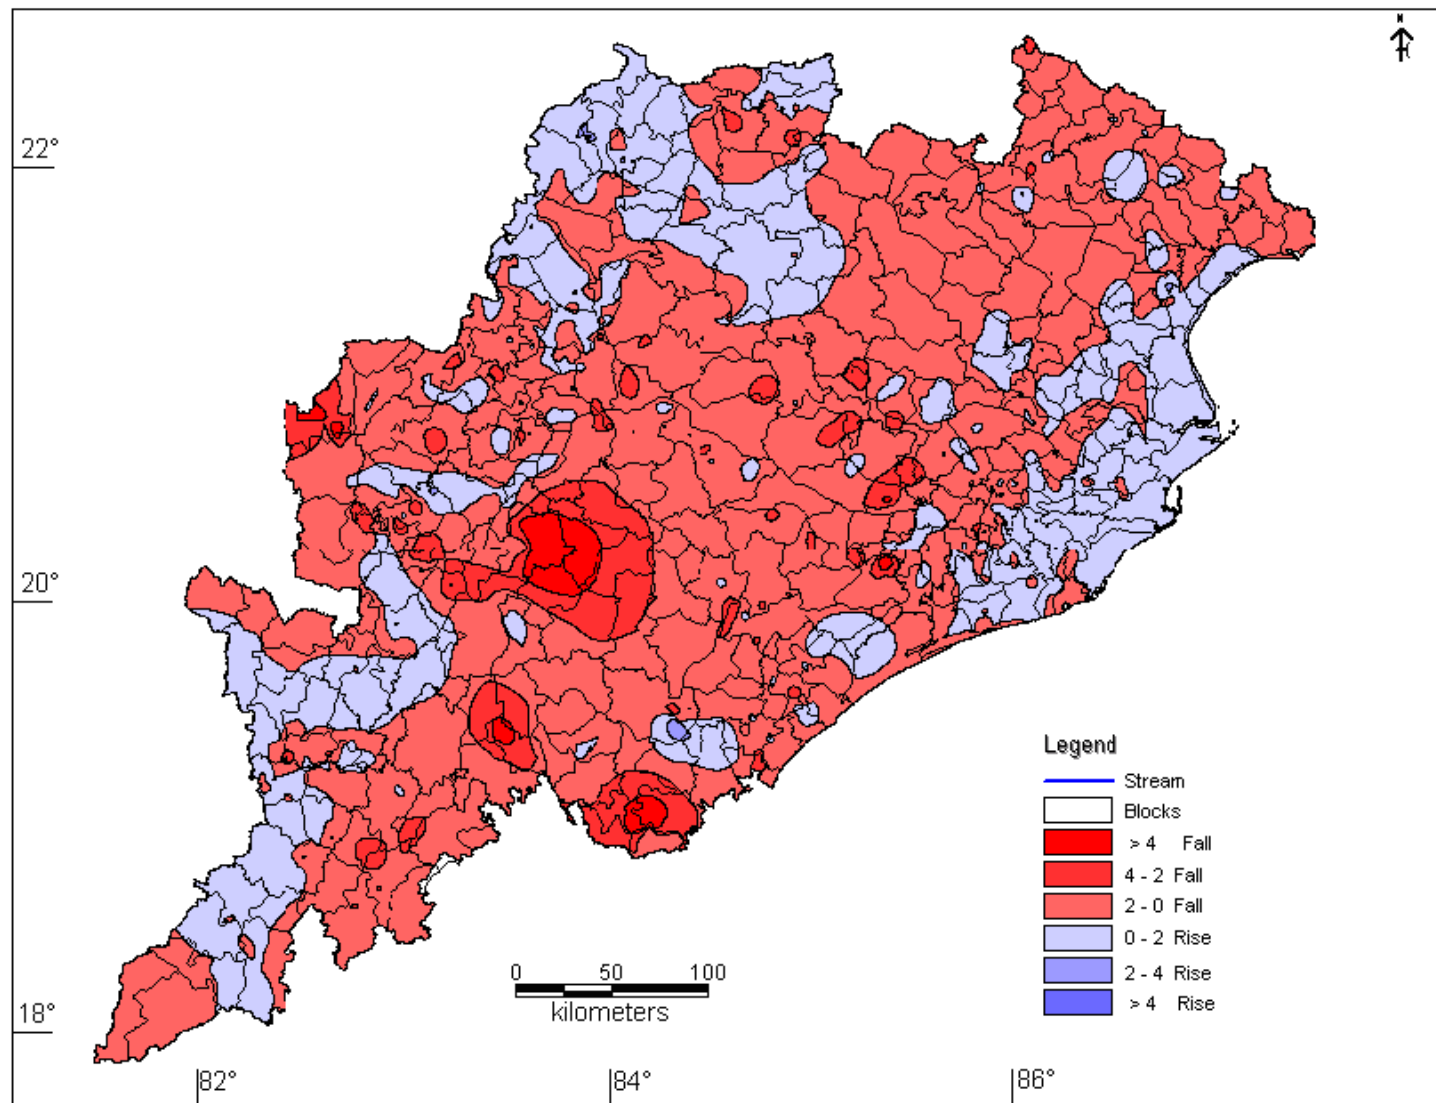 N
22°
20°
18°
82°
84°
86°
0 50 100
kilometers
Legend
Stream
Blocks
> 4 Fall
4 - 2 Fall
2 - 0 Fall
0 - 2 Rise
2 - 4 Rise
> 4 Rise